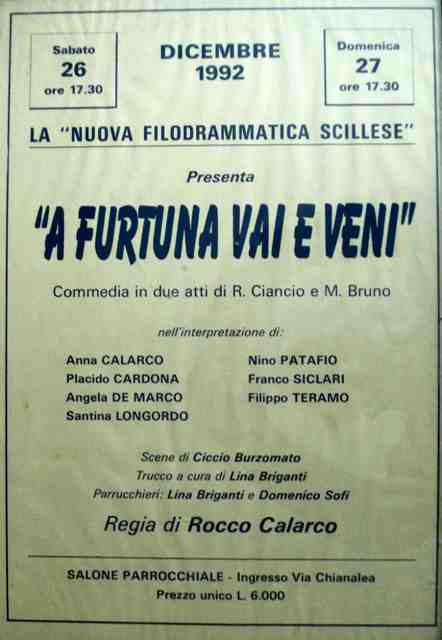 Sabato
26
ore 17.30
DICEMBRE
1992
Domenica
27
ore 17.30
LA "NUOVA FILODRAMMATICA SCILLESE"
Presenta
"A FURTUNA VAI E VENI"
Commedia in due atti di R. Ciancio e M. Bruno
nell'interpretazione di:
Anna CALARCO
Placido CARDONA
Angela DE MARCO
Santina LONGORDO
Nino PATAFIO
Franco SICLARI
Filippo TERAMO
Scene di Ciccio Burzomato
Trucco a cura di Lina Briganti
Parrucchieri: Lina Briganti e Domenico Sofi
Regia di Rocco Calarco
SALONE PARROCCHIALE - Ingresso Via Chianalea
Prezzo unico L. 6.000